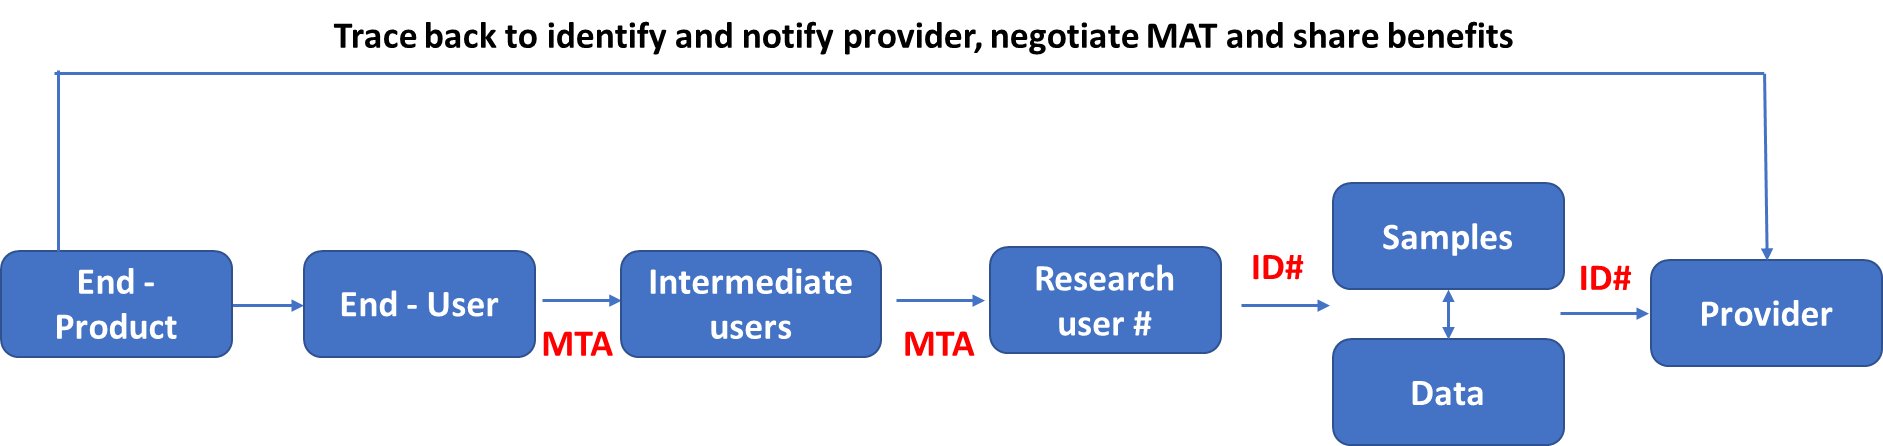 Trace back to identify and notify provider, negotiate MAT and share benefits
End -
Product
End - User
MTA
Intermediate
users
MTA
Research
user #
ID#
Samples
Data
ID#
Provider